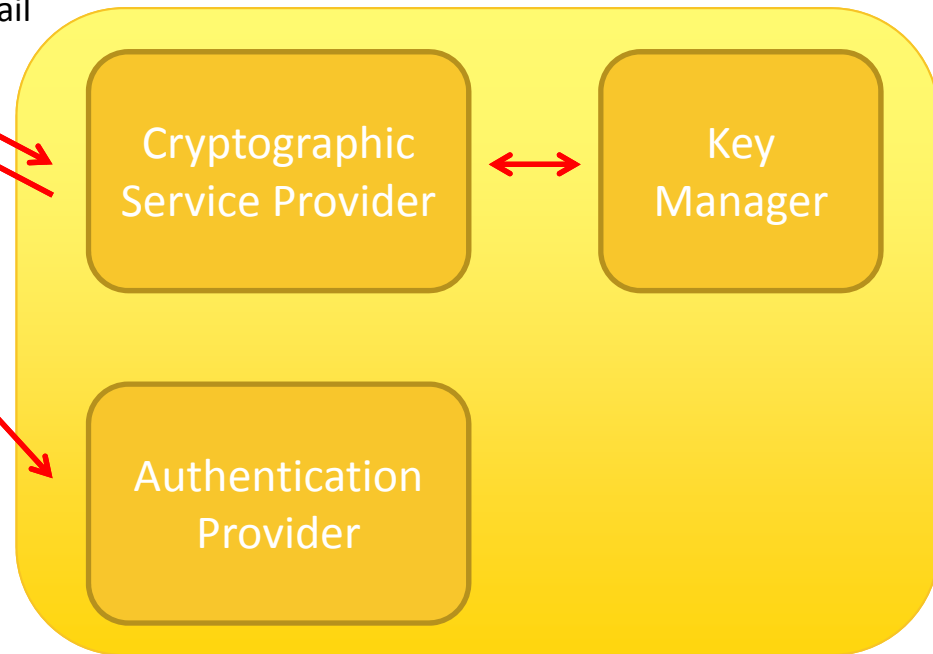 ail
Cryptographic
Service Provider
Key
Manager
Authentication
Provider